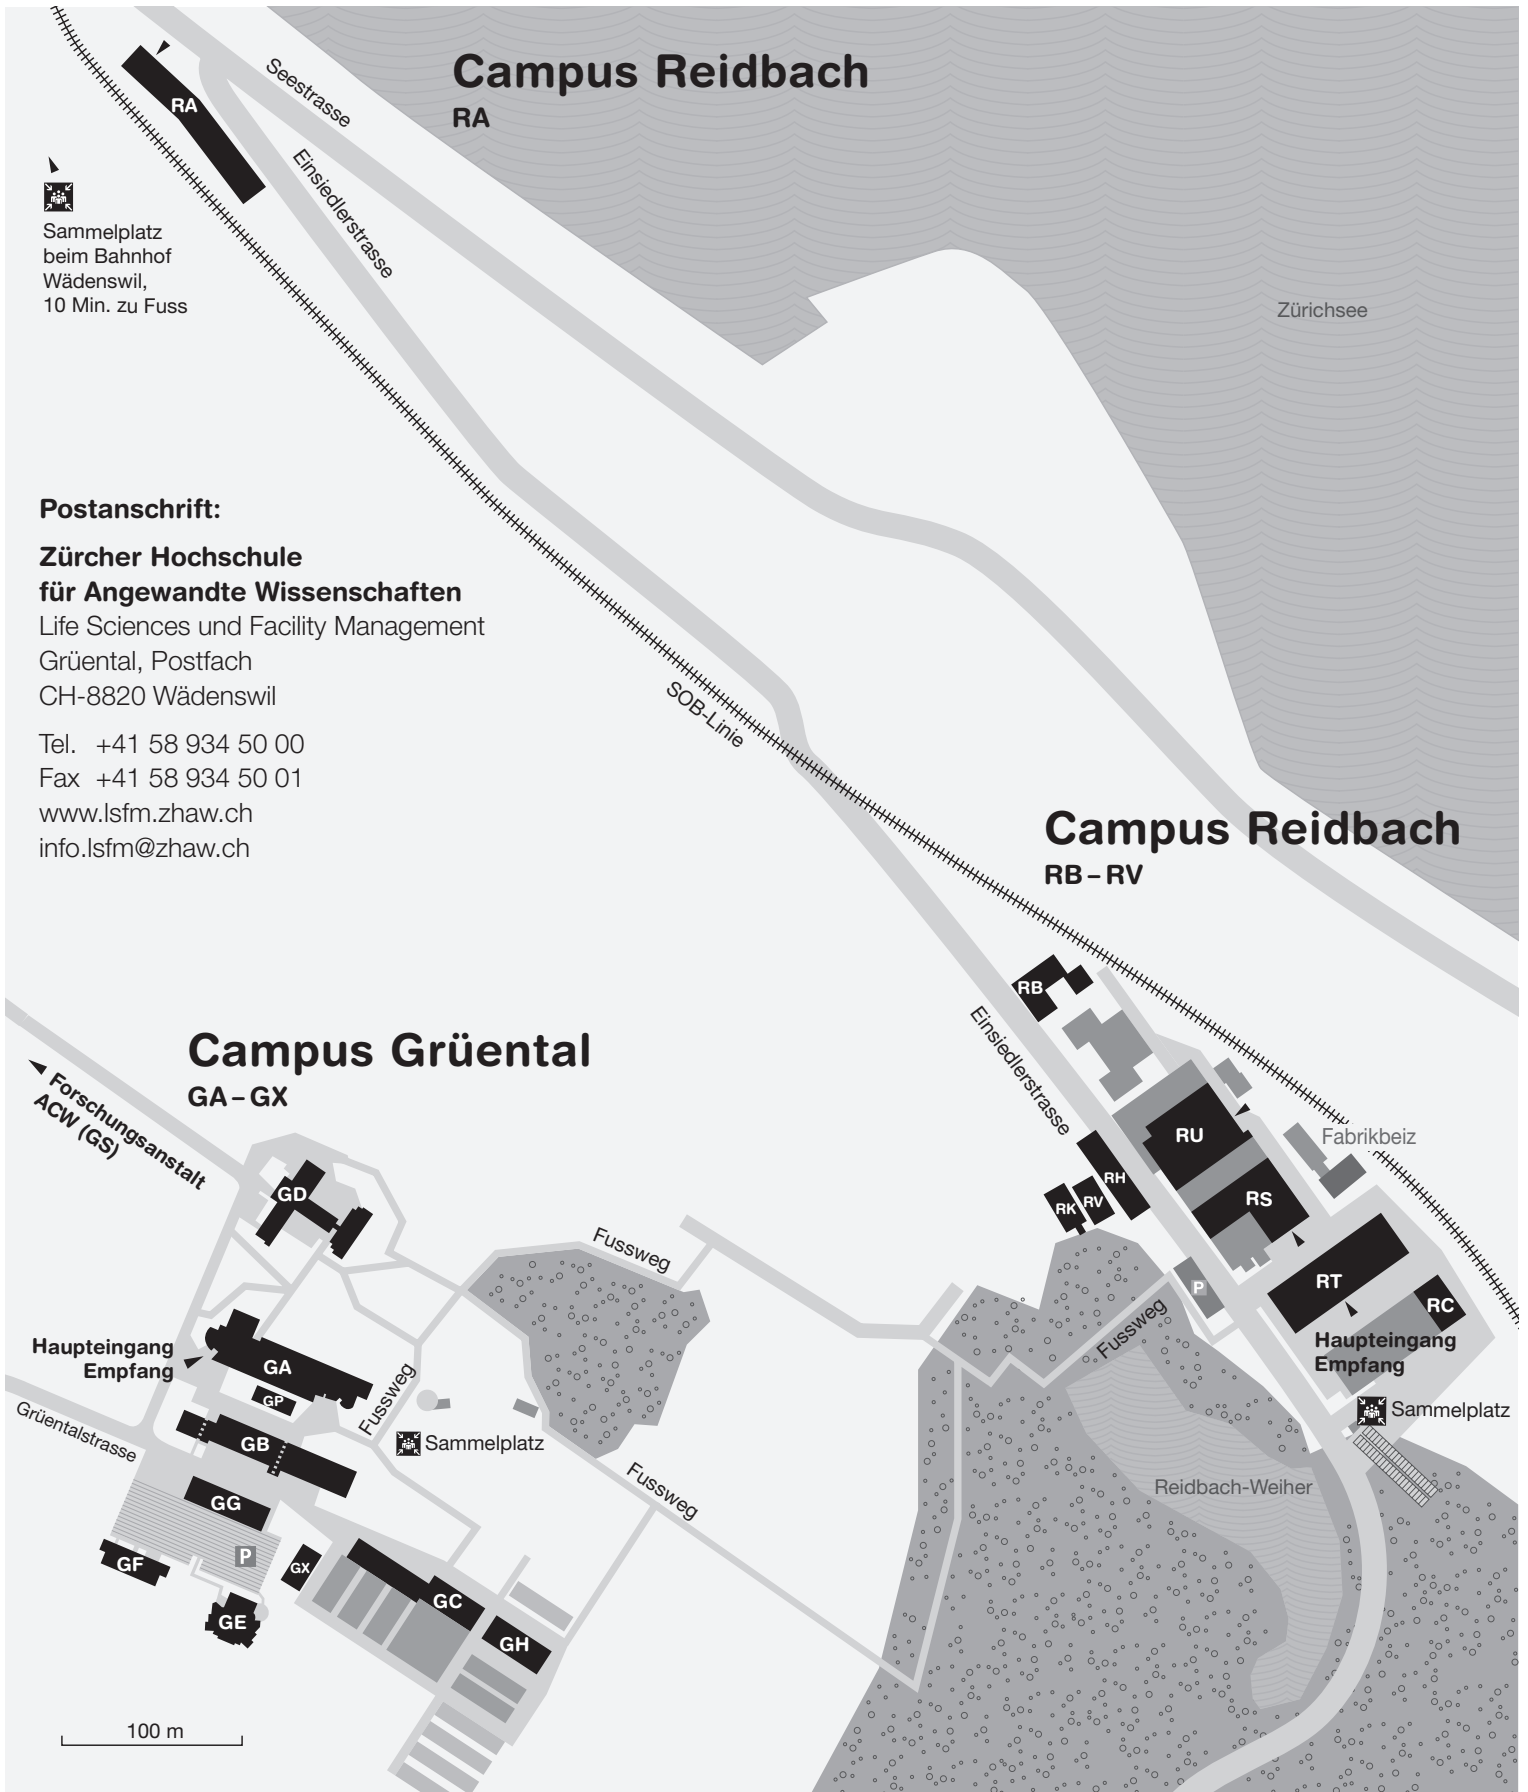 Campus Reidbach
RA
Seestrasse
RA
Einsiedlerstrasse
Sammelplatz
beim Bahnhof
Wädenswil,
10 Min. zu Fuss
Zürichsee
Postanschrift:
Zürcher Hochschule
für Angewandte Wissenschaften
Life Sciences und Facility Management
Grüental, Postfach
CH-8820 Wädenswil
Tel. +41 58 934 50 00
Fax +41 58 934 50 01
www.lsfm.zhaw.ch
info.lsfm@zhaw.ch
SOB-Linie
Campus Reidbach
RB – RV
RB
Einsiedlerstrasse
RU
Fabrikbeiz
RH
RV
RK
RS
RT
RC
P
Haupteingang
Empfang
Fussweg
Sammelplatz
Reidbach-Weiher
Campus Grüental
GA – GX
Forschungsanstalt
ACW (GS)
GD
Fussweg
Haupteingang
Empfang
GA
GP
Fussweg
Grüentalstrasse
GB
Sammelplatz
Fussweg
GG
P
GF
GX
GE
GC
GH
100 m